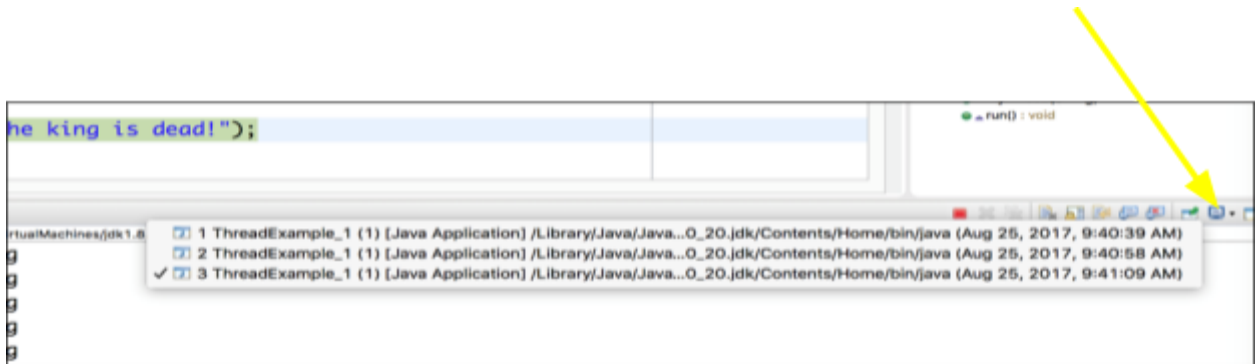 he king is dead!");
run() : void
rtualMachines/jdk1.8
1 ThreadExample_1 (1) [Java Application] /Library/Java/Java...0_20.jdk/Contents/Home/bin/java (Aug 25, 2017, 9:40:39 AM)
2 ThreadExample_1 (1) [Java Application] /Library/Java/Java...0_20.jdk/Contents/Home/bin/java (Aug 25, 2017, 9:40:58 AM)
3 ThreadExample_1 (1) [Java Application] /Library/Java/Java...0_20.jdk/Contents/Home/bin/java (Aug 25, 2017, 9:41:09 AM)
g
g
g
g
g